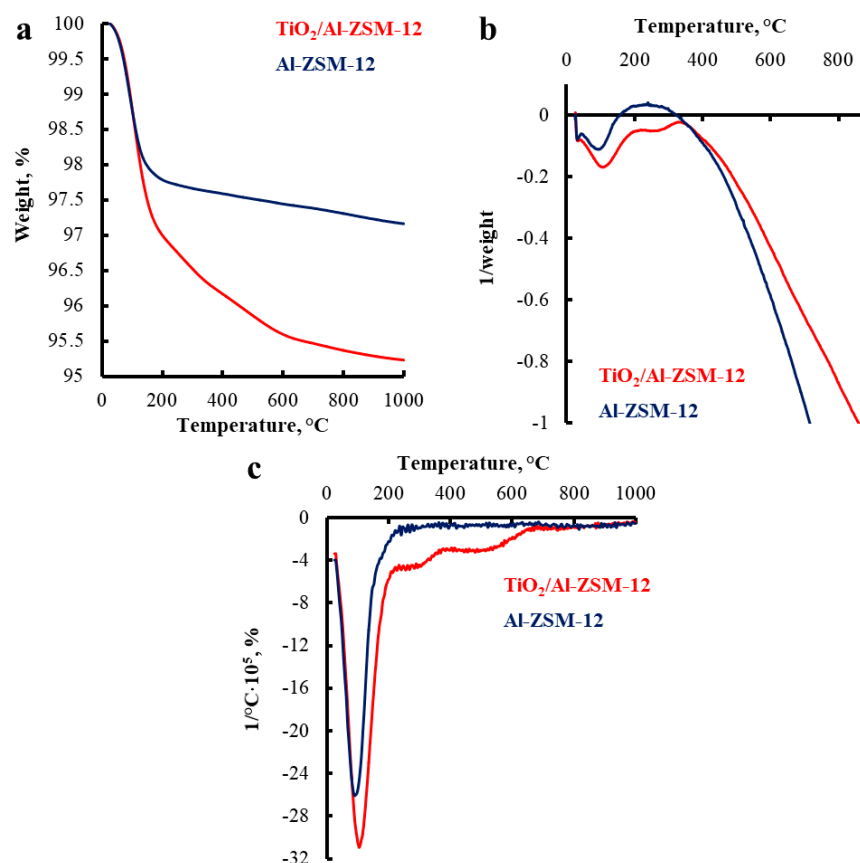 a
TiO₂/Al-ZSM-12
Al-ZSM-12
100
99.5
99
98.5
98
97.5
97
96.5
96
95.5
95
Weight, %
0 200 400 600 800 1000
Temperature, °C
b
Temperature, °C
0 200 400 600 800
0
-0.2
-0.4
-0.6
-0.8
-1
1/weight
TiO₂/Al-ZSM-12
Al-ZSM-12
c
Temperature, °C
0 200 400 600 800 1000
0
-4
-8
-12
-16
-20
-24
-28
-32
1/°C·10⁵, %
TiO₂/Al-ZSM-12
Al-ZSM-12